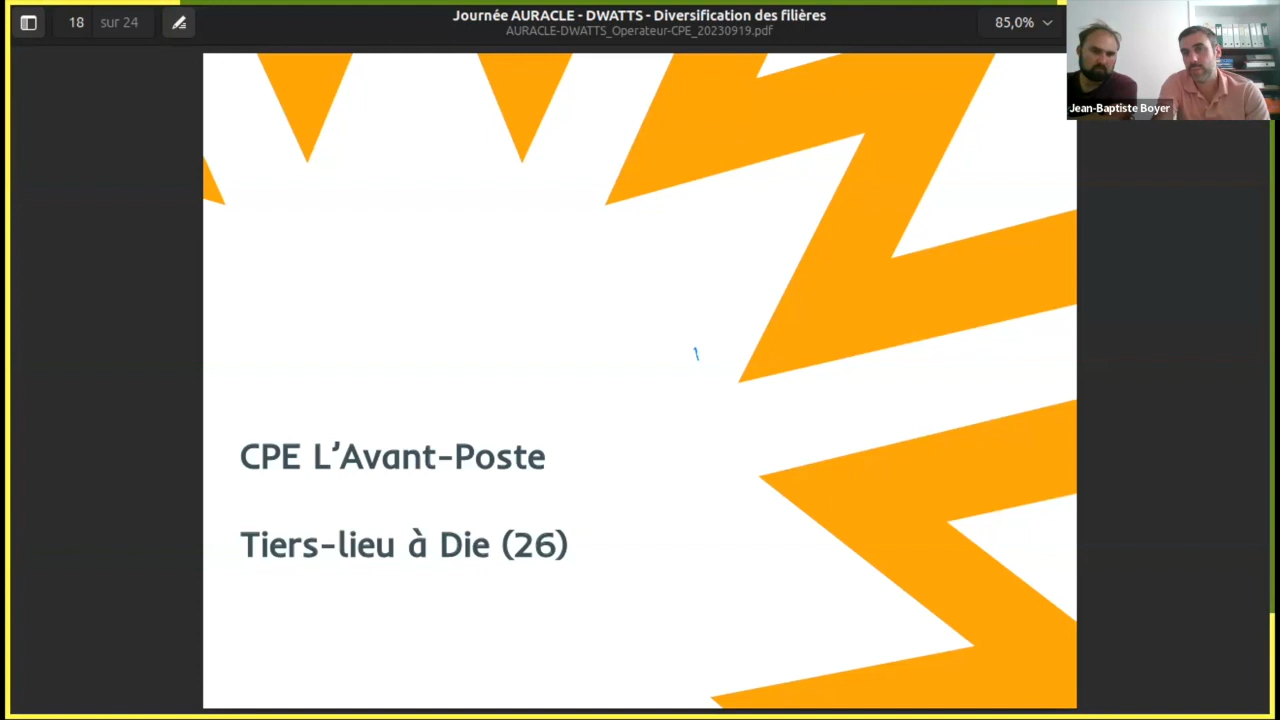 18 sur 24
Journée AURACLE - DWATTS - Diversification des filières
AURACLE-DWATTS_Operateur-CPE_20230919.pdf
85,0%
Jean-Baptiste Boyer
CPE L'Avant-Poste
Tiers-lieu à Die (26)